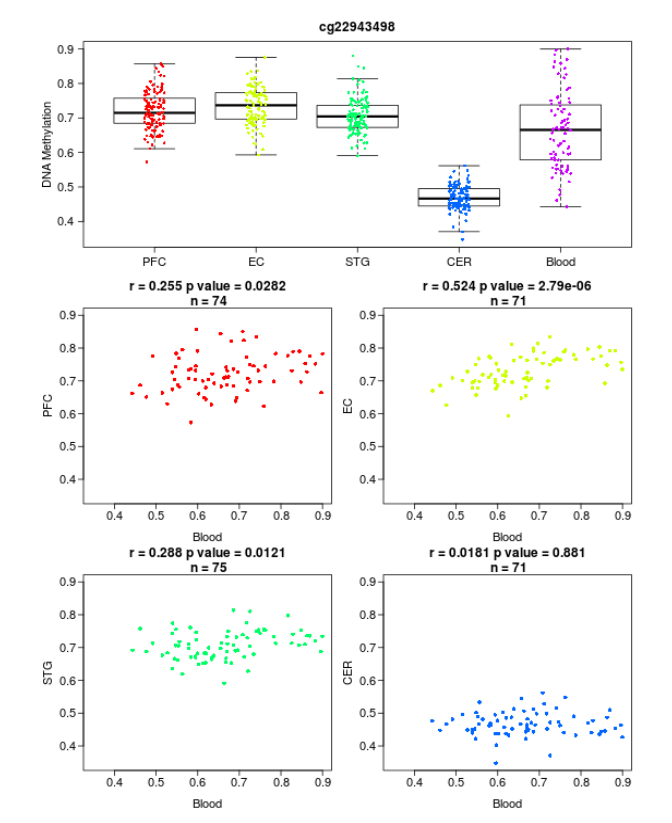 cg22943498
DNA Methylation
0.9
0.8
0.7
0.6
0.5
0.4
PFC EC STG CER Blood
r = 0.255 p value = 0.0282
n = 74
PFC
0.9
0.8
0.7
0.6
0.5
0.4
0.4 0.5 0.6 0.7 0.8 0.9
Blood
r = 0.524 p value = 2.79e-06
n = 71
EC
0.9
0.8
0.7
0.6
0.5
0.4
0.4 0.5 0.6 0.7 0.8 0.9
Blood
r = 0.288 p value = 0.0121
n = 75
STG
0.9
0.8
0.7
0.6
0.5
0.4
0.4 0.5 0.6 0.7 0.8 0.9
Blood
r = 0.0181 p value = 0.881
n = 71
CER
0.9
0.8
0.7
0.6
0.5
0.4
0.4 0.5 0.6 0.7 0.8 0.9
Blood